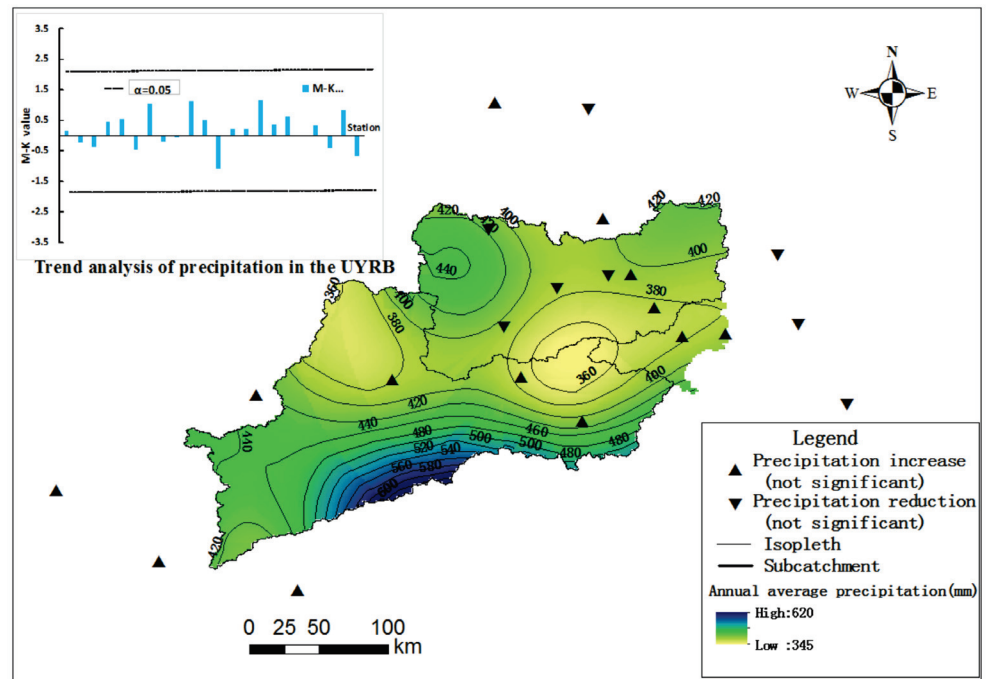 3.5
2.5
1.5
0.5
-0.5
-1.5
-2.5
-3.5
M-K value
α=0.05
M-K...
Station
Trend analysis of precipitation in the UYRB
N
W
E
S
420
420
400
420
420
440
400
400
380
360
380
360
400
420
440
460
480
500
500
480
480
520
540
560
580
600
440
420
0 25 50 100
km
Legend
Precipitation increase
(not significant)
Precipitation reduction
(not significant)
Isopleth
Subcatchment
Annual average precipitation(mm)
High:620
Low :345